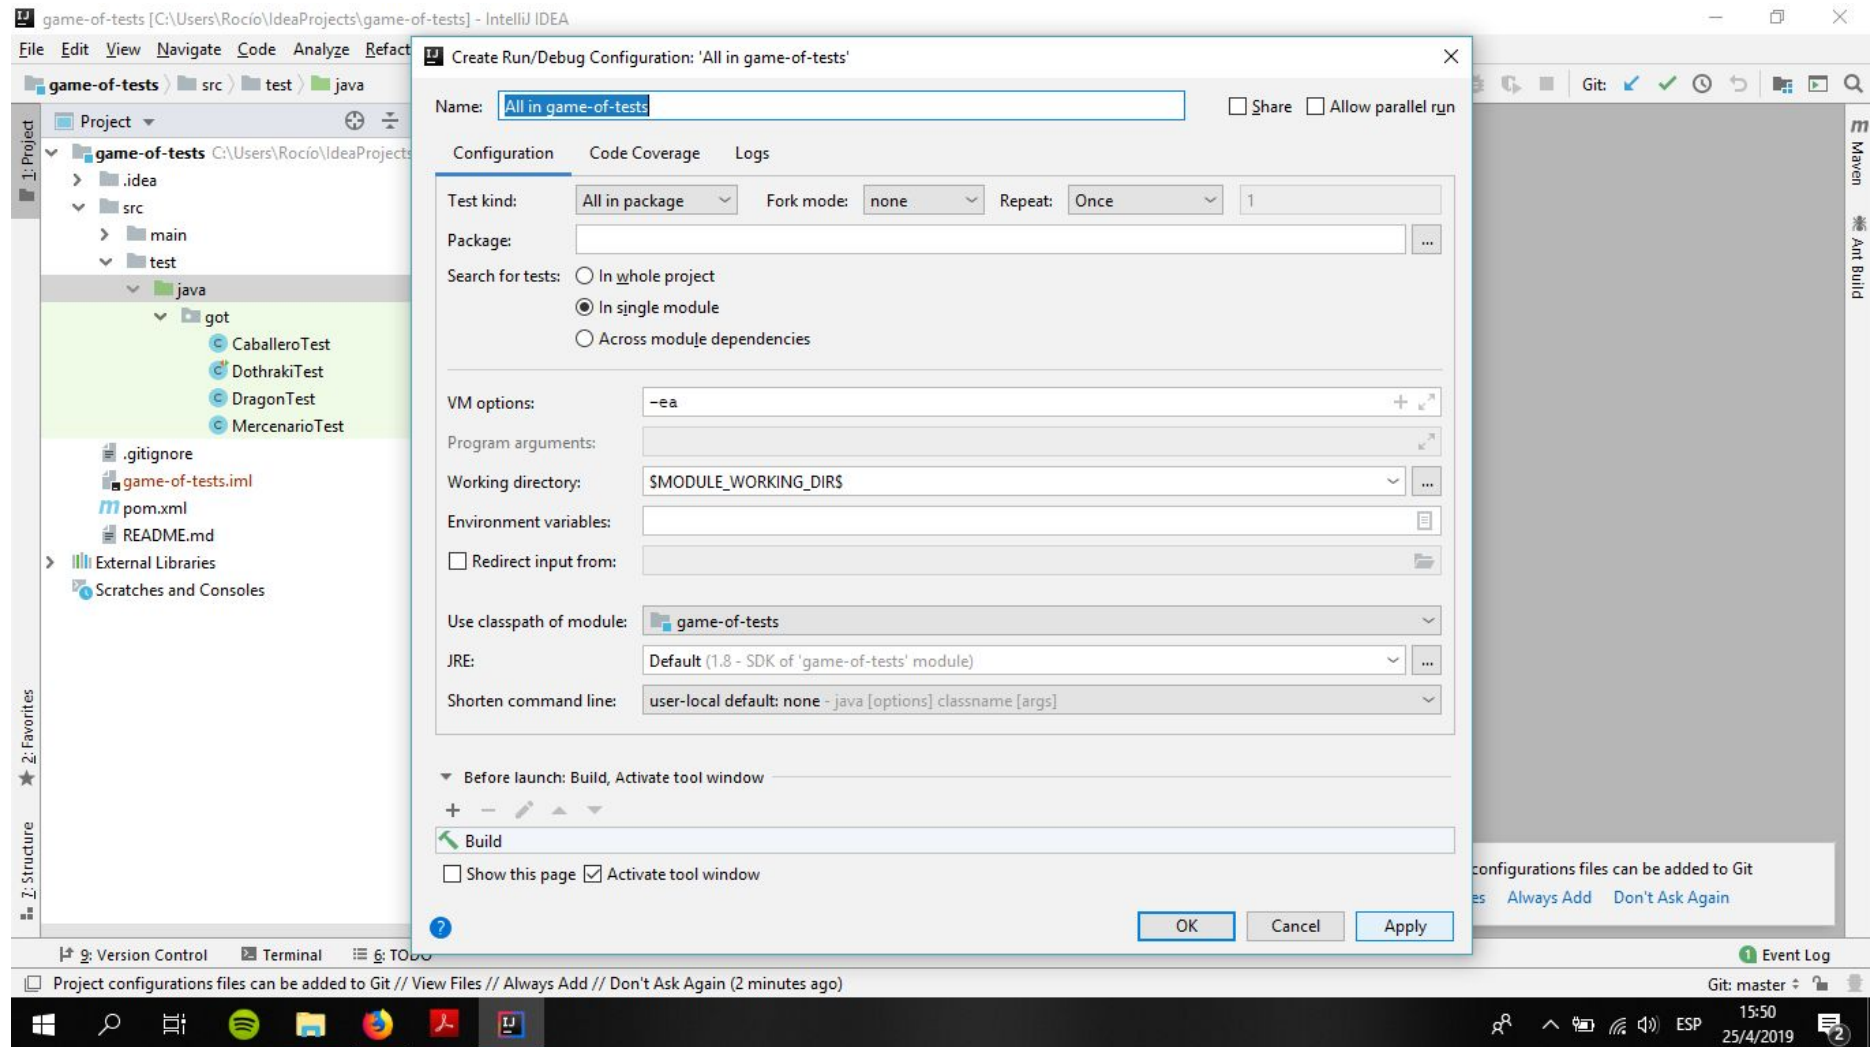 game-of-tests [C:\Users\Rocío\IdeaProjects\game-of-tests] - IntelliJ IDEA
File Edit View Navigate Code Analyze Refact
game-of-tests src test java
Git:
Create Run/Debug Configuration: 'All in game-of-tests'
Name: All in game-of-tests
Share Allow parallel run
Configuration Code Coverage Logs
Test kind: All in package Fork mode: none Repeat: Once 1
Package: ...
Search for tests: In whole project
In single module
Across module dependencies
VM options: -ea
Program arguments:
Working directory: $MODULE_WORKING_DIR$ ...
Environment variables:
Redirect input from:
Use classpath of module: game-of-tests
JRE: Default (1.8 - SDK of 'game-of-tests' module) ...
Shorten command line: user-local default: none - java [options] classname [args]
Before launch: Build, Activate tool window
Build
Show this page Activate tool window
? OK Cancel Apply
1: Project
2: Favorites
7: Structure
Project
game-of-tests C:\Users\Rocío\IdeaProjects
.idea
src
main
test
java
got
CaballeroTest
DothrakiTest
DragonTest
MercenarioTest
.gitignore
game-of-tests.iml
pom.xml
README.md
External Libraries
Scratches and Consoles
Maven
Ant Build
configurations files can be added to Git
es Always Add Don't Ask Again
9: Version Control Terminal 6: TODO
1 Event Log
Project configurations files can be added to Git // View Files // Always Add // Don't Ask Again (2 minutes ago)
Git: master
ESP
15:50
25/4/2019
2